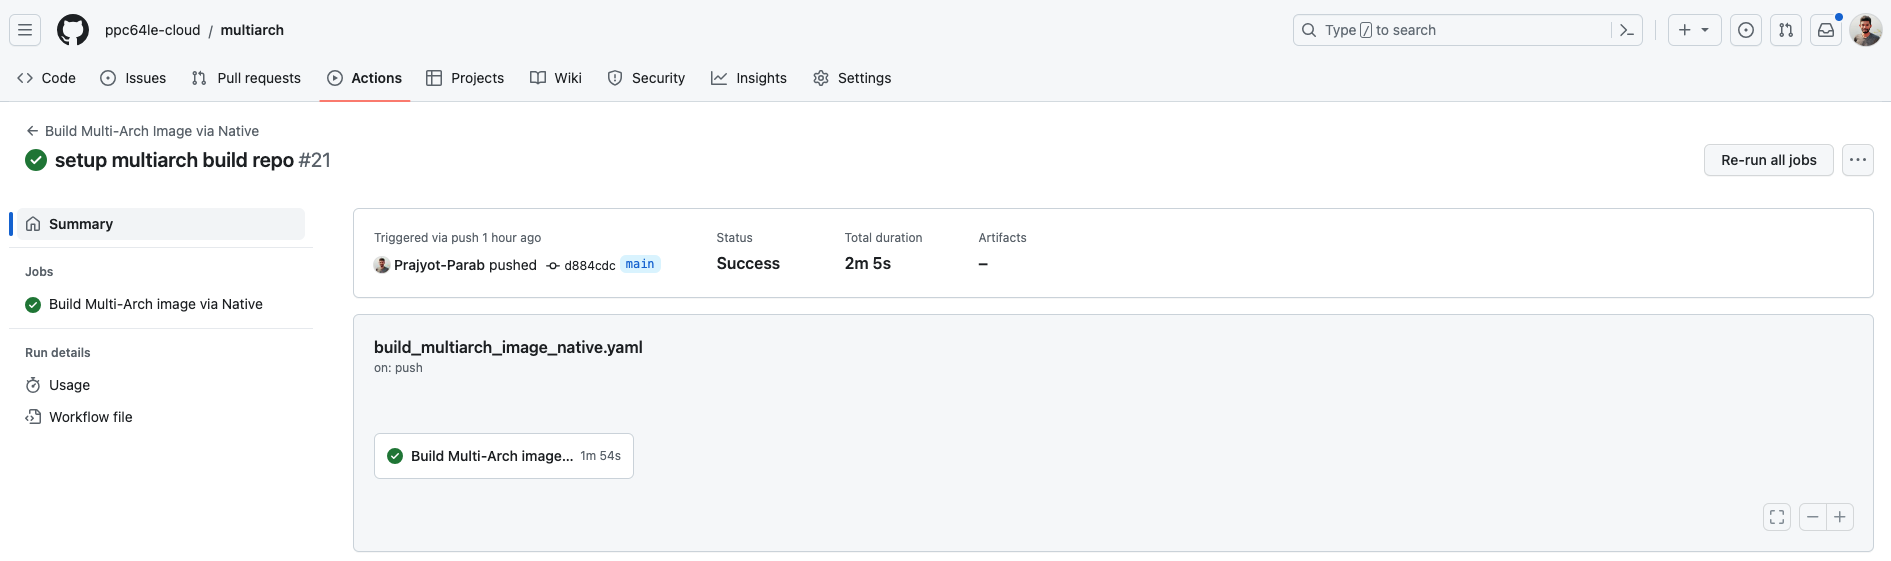 ppc64le-cloud / multiarch
Type / to search
Code Issues Pull requests Actions Projects Wiki Security Insights Settings
Build Multi-Arch Image via Native
setup multiarch build repo #21
Re-run all jobs
Summary
Jobs
Build Multi-Arch image via Native
Run details
Usage
Workflow file
Triggered via push 1 hour ago
Prajyot-Parab pushed d884cdc main
Status
Success
Total duration
2m 5s
Artifacts
–
build_multiarch_image_native.yaml
on: push
Build Multi-Arch image... 1m 54s